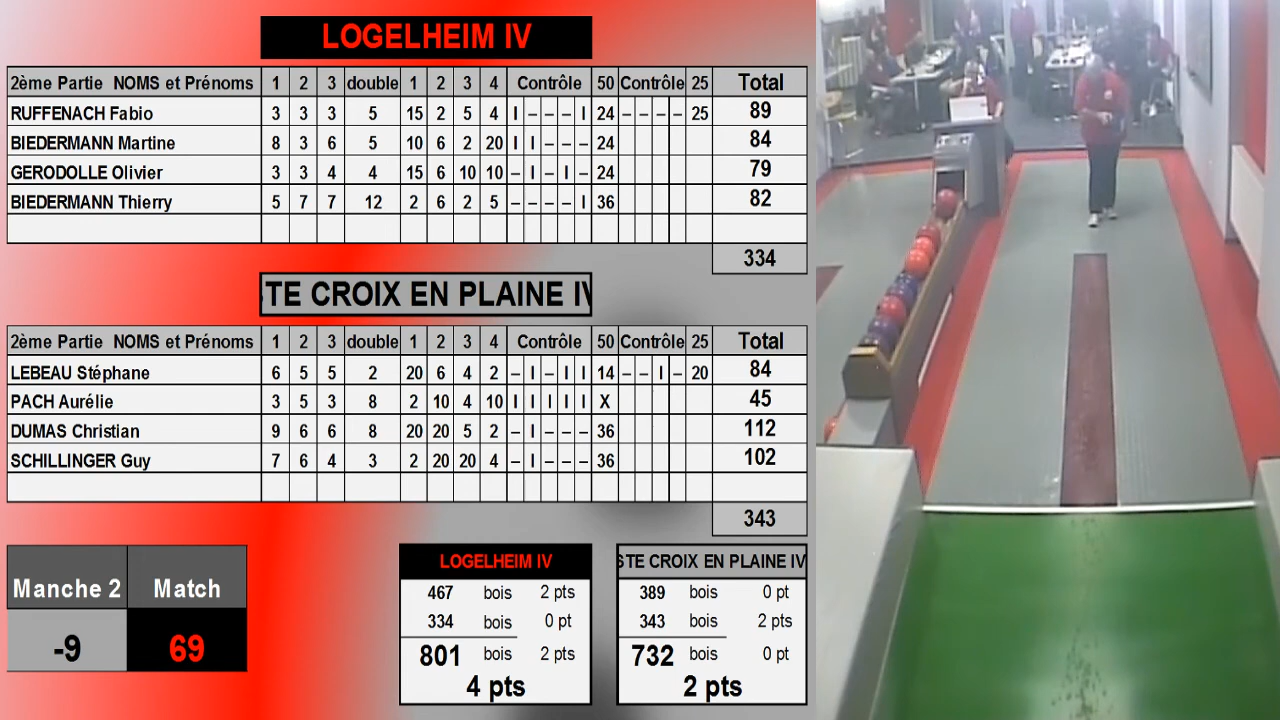 LOGELHEIM IV
2ème Partie NOMS et Prénoms 1 2 3 double 1 2 3 4 Contrôle 50 Contrôle 25 Total
RUFFENACH Fabio 3 3 3 5 15 2 5 4 I – – – I 24 – – – – 25 89
BIEDERMANN Martine 8 3 6 5 10 6 2 20 I I – – – 24 84
GERODOLLE Olivier 3 3 4 4 15 6 10 10 – I – I – 24 79
BIEDERMANN Thierry 5 7 7 12 2 6 2 5 – – – – I 36 82
334
STE CROIX EN PLAINE IV
2ème Partie NOMS et Prénoms 1 2 3 double 1 2 3 4 Contrôle 50 Contrôle 25 Total
LEBEAU Stéphane 6 5 5 2 20 6 4 2 – I – I I 14 – – I – 20 84
PACH Aurélie 3 5 3 8 2 10 4 10 I I I I I X 45
DUMAS Christian 9 6 6 8 20 20 5 2 – I – – – 36 112
SCHILLINGER Guy 7 6 4 3 2 20 20 4 – I – – – 36 102
343
Manche 2 Match
-9 69
LOGELHEIM IV
467 bois 2 pts
334 bois 0 pt
801 bois 2 pts
4 pts
STE CROIX EN PLAINE IV
389 bois 0 pt
343 bois 2 pts
732 bois 0 pt
2 pts